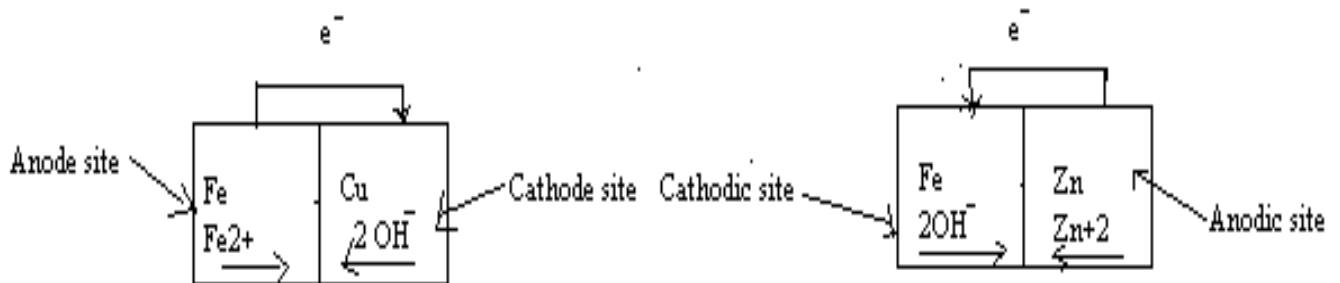 e⁻
e⁻
Anode site
Fe
Fe2+
Cu
2 OH⁻
Cathode site
Cathodic site
Fe
2OH⁻
Zn
Zn+2
Anodic site